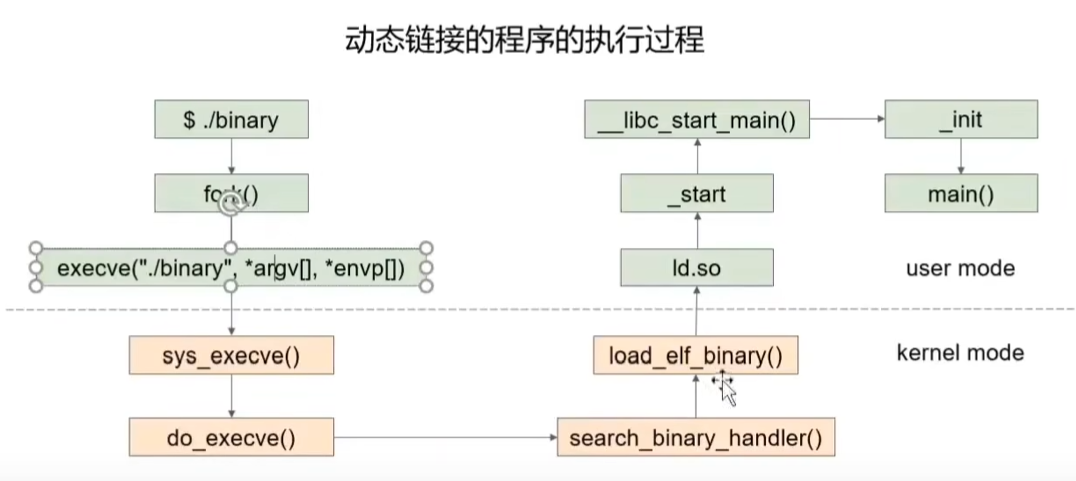 动态链接的程序的执行过程
$ ./binary
fork()
execve("./binary", *argv[], *envp[])
sys_execve()
do_execve()
search_binary_handler()
load_elf_binary()
ld.so
_start
__libc_start_main()
_init
main()
user mode
kernel mode